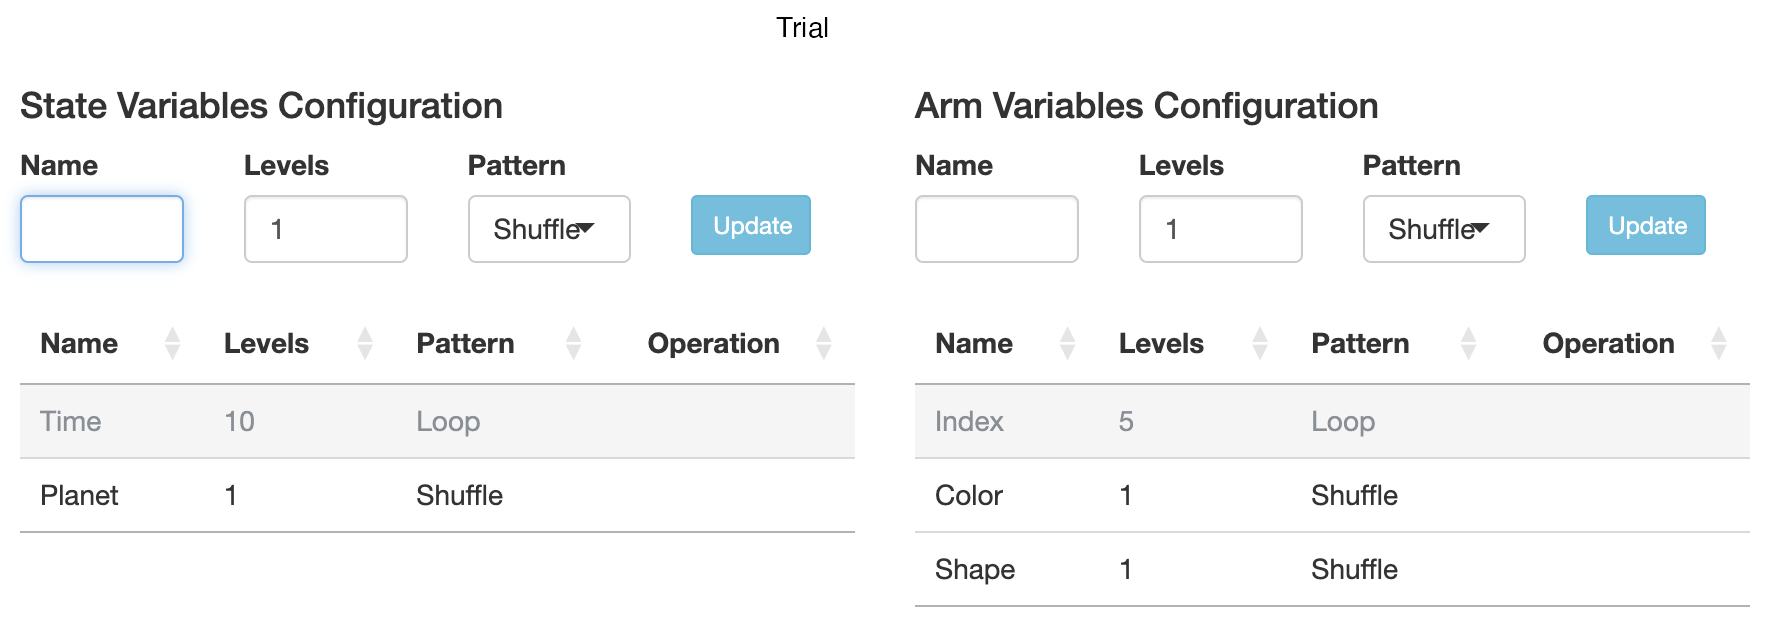 Trial
State Variables Configuration
Name Levels Pattern
1 Shuffle Update
Name Levels Pattern Operation
Time 10 Loop
Planet 1 Shuffle
Arm Variables Configuration
Name Levels Pattern
1 Shuffle Update
Name Levels Pattern Operation
Index 5 Loop
Color 1 Shuffle
Shape 1 Shuffle